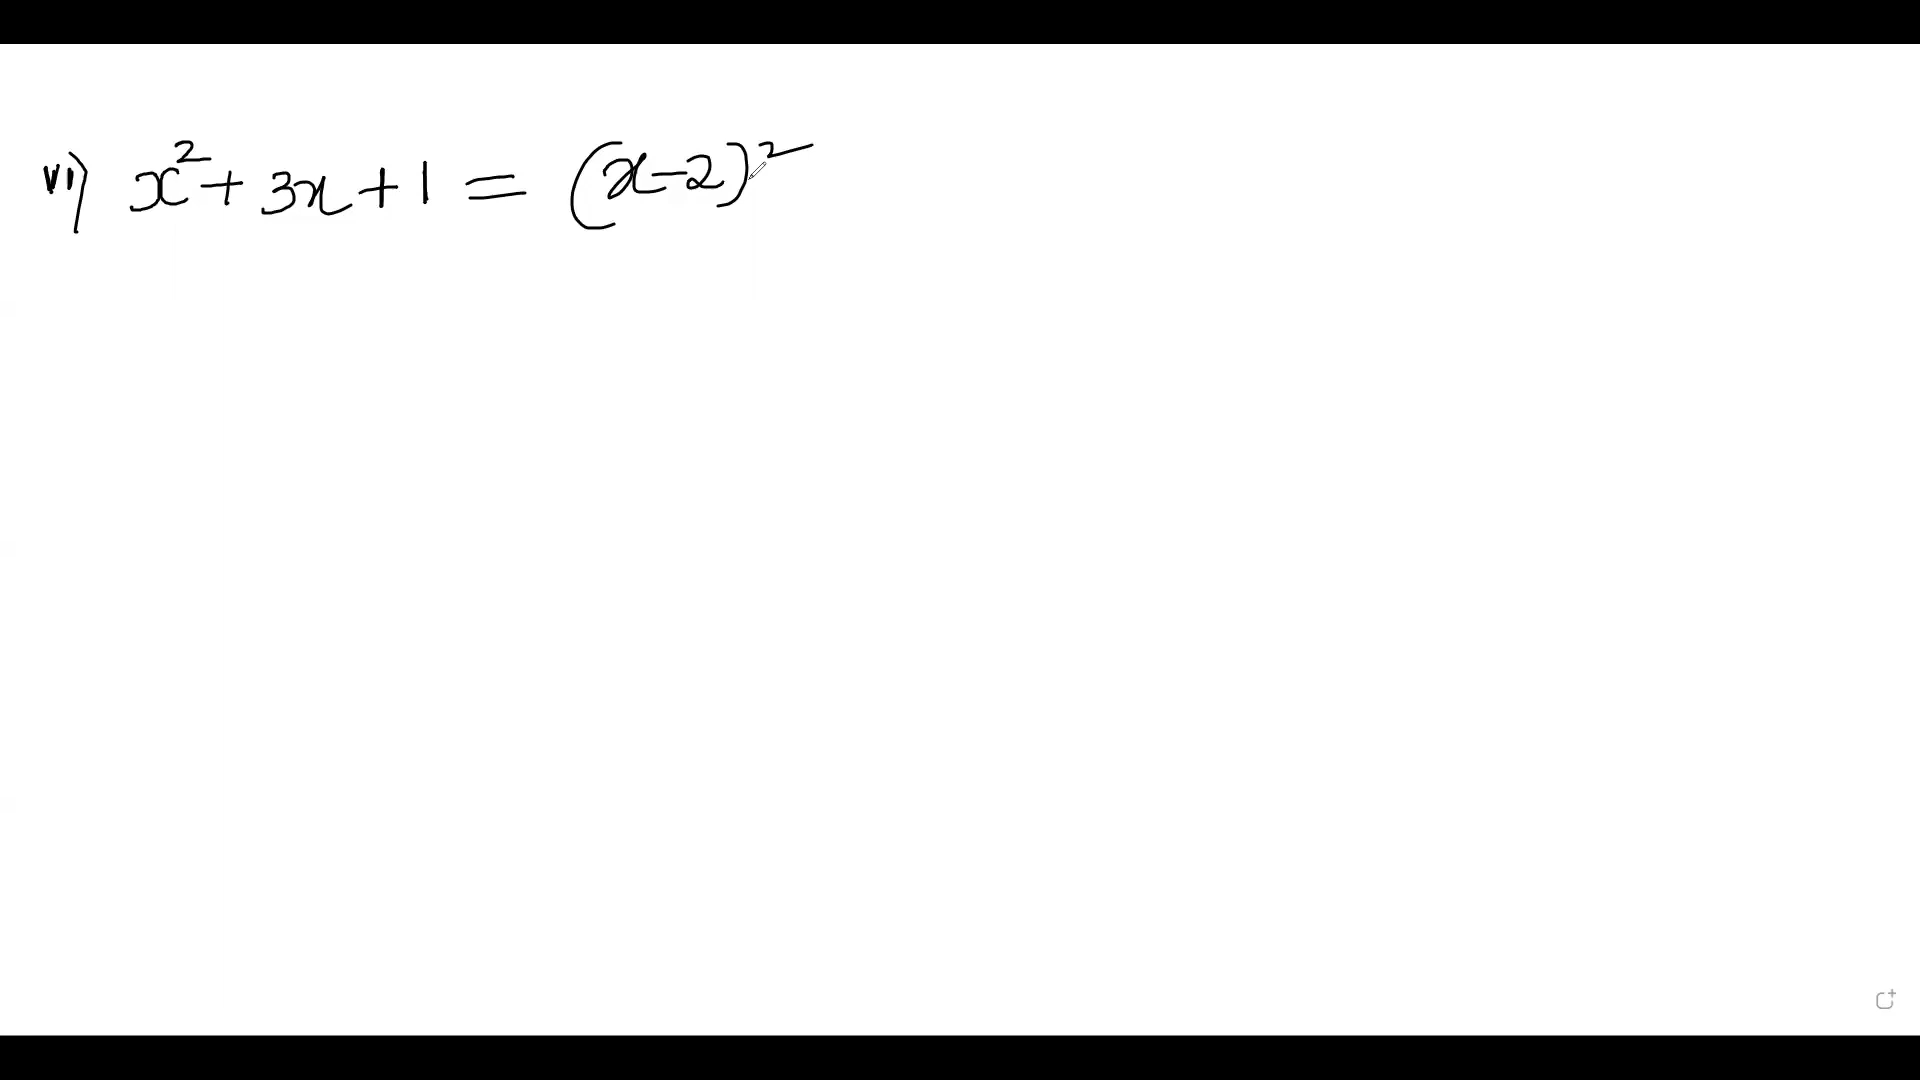 vi) x² + 3x + 1 = (x-2)²